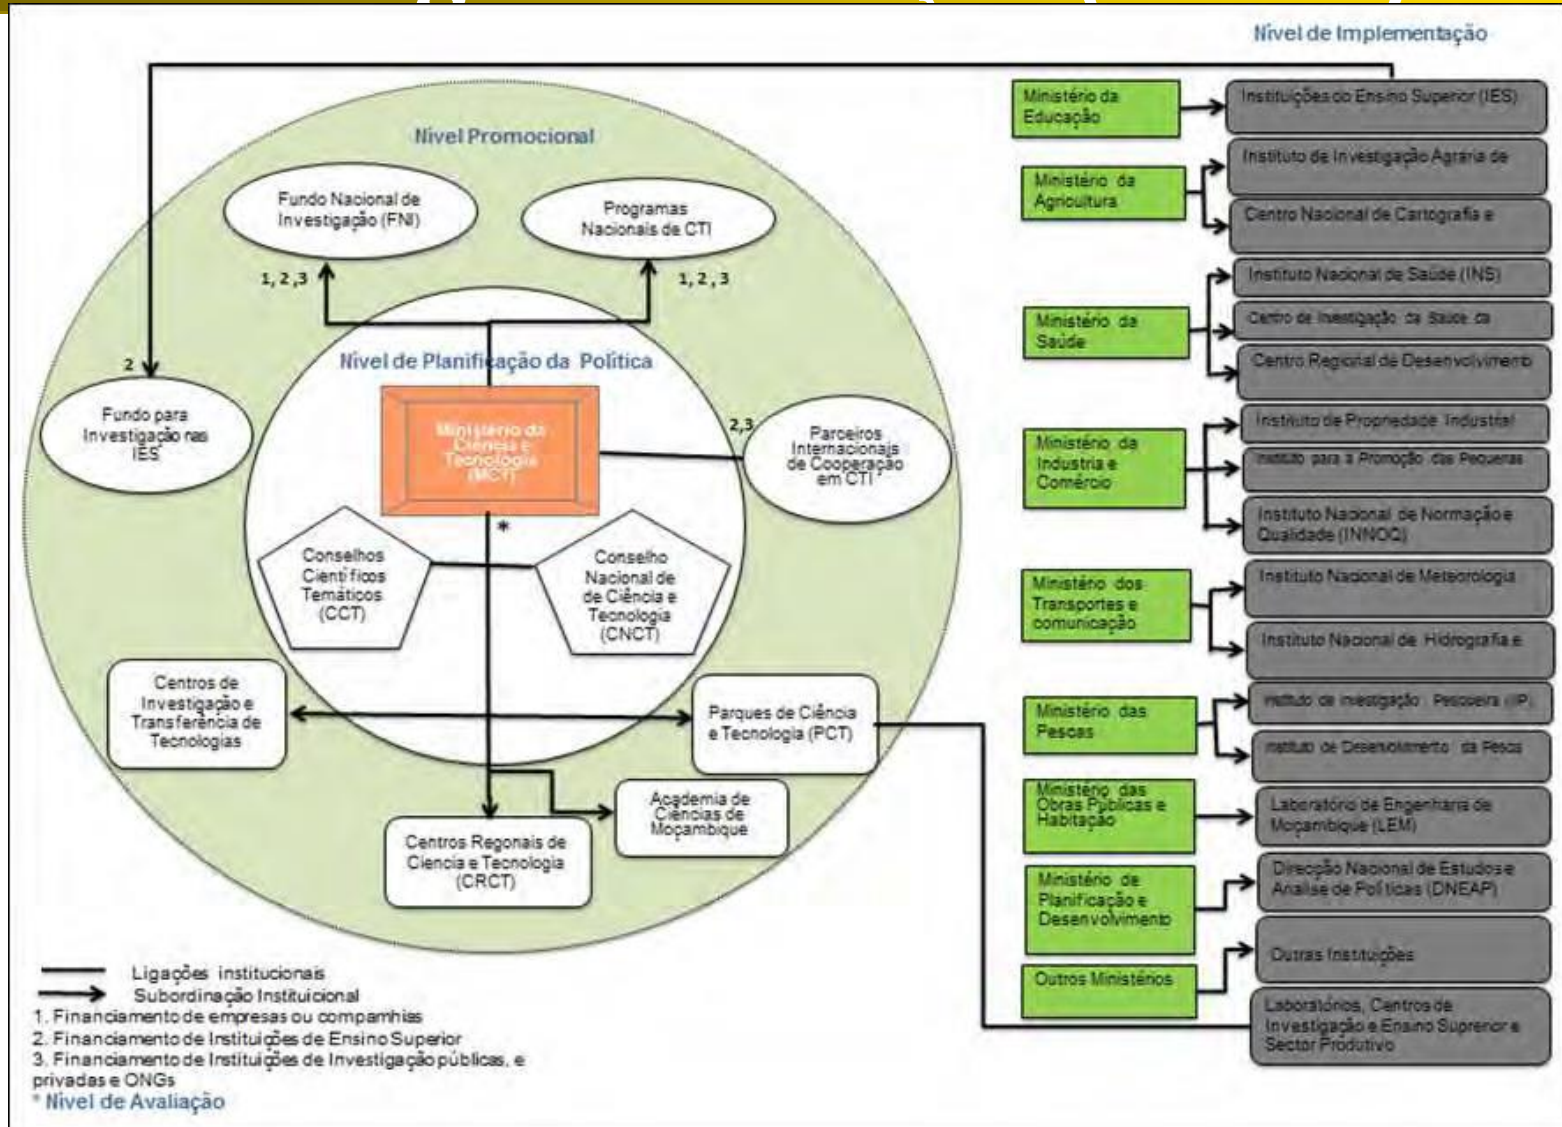 Nível de Implementação
Nível Promocional
Fundo Nacional de
Investigação (FNI)
Programas
Nacionais de CTI
1, 2 ,3
1, 2 , 3
2
Nível de Planificação da Política
Fundo para
Investigação nas
IES
Ministério da
Ciência e
Tecnologia
(MCT)
2,3
Parceiros
Internacionais
de Cooperação
em CTI
*
Conselhos
Científicos
Temáticos
(CCT)
Conselho
Nacional de
de Ciência e
Tecnologia
(CNCT)
Centros de
Investigação e
Transferência de
Tecnologias
Parques de Ciência
e Tecnologia (PCT)
Academia de
Ciências de
Moçambique
Centros Regonais de
Ciencia e Tecnologia
(CRCT)
Ministério da
Educação
Instituições do Ensino Superior (IES)
Ministério da
Agricultura
Instituto de Investigação Agraria de
Centro Nacional de Cartografia e
Ministério da
Saúde
Instituto Nacional de Saúde (INS)
Centro de Investigação da Saúde da
Centro Regional de Desenvolvimento
Ministério da
Industria e
Comércio
Instituto de Propriedade Industrial
Instituto para a Promoção das Pequenas
Instituto Nacional de Normação e
Qualidade (INNOQ)
Ministério dos
Transportes e
comunicação
Instituto Nacional de Meteorologia
Instituto Nacional de Hidrografia e
Ministério das
Pescas
Instituto de Investigação Pesqueira (IIP)
Instituto de Desenvolvimento da Pesca
Ministério das
Obras Públicas e
Habitação
Laboratório de Engenharia de
Moçambique (LEM)
Ministério de
Planificação e
Desenvolvimento
Direcção Nacional de Estudos e
Analise de Políticas (DNEAP)
Outros Ministérios
Outras Instituições
Laboratórios, Centros de
Investigação e Ensino Suprerior e
Sector Produtivo
Ligações institucionais
Subordinação Instituicional
1. Financiamento de empresas ou compamhias
2. Financiamento de Instituições de Ensino Superior
3. Financiamento de Instituições de Investigação públicas, e
privadas e ONGs
* Nível de Avaliação